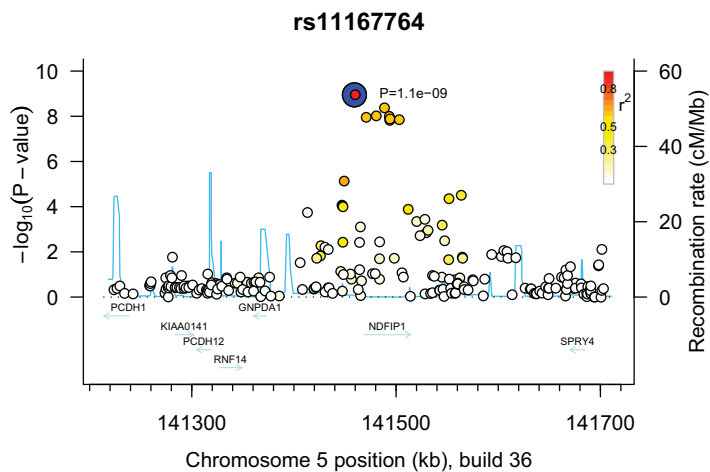 rs11167764
10
8
6
4
2
0
−log10(P−value)
60
40
20
0
Recombination rate (cM/Mb)
P=1.1e−09
0.8
0.5
0.3
r2
PCDH1
KIAA0141
PCDH12
RNF14
GNPDA1
NDFIP1
SPRY4
141300
141500
141700
Chromosome 5 position (kb), build 36